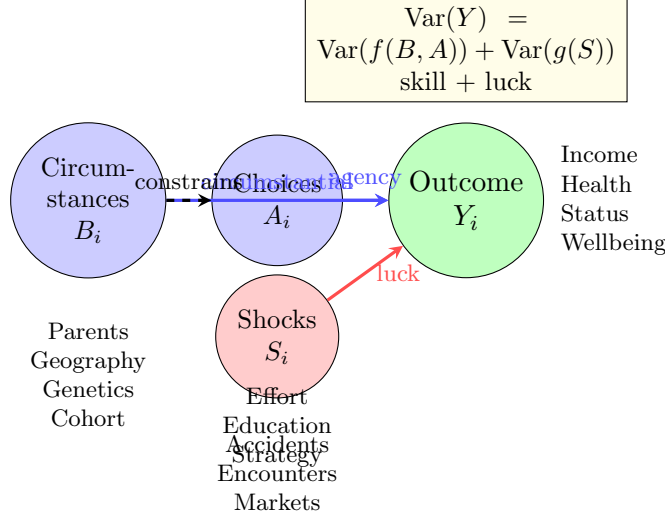 Var(Y) =
Var(f(B, A)) + Var(g(S))
skill + luck
Circum-
stances
B_i
constrains
circumstantial
Choices
A_i
agency
Outcome
Y_i
Income
Health
Status
Wellbeing
luck
Shocks
S_i
Parents
Geography
Genetics
Cohort
Effort
Education
Strategy
Accidents
Encounters
Markets